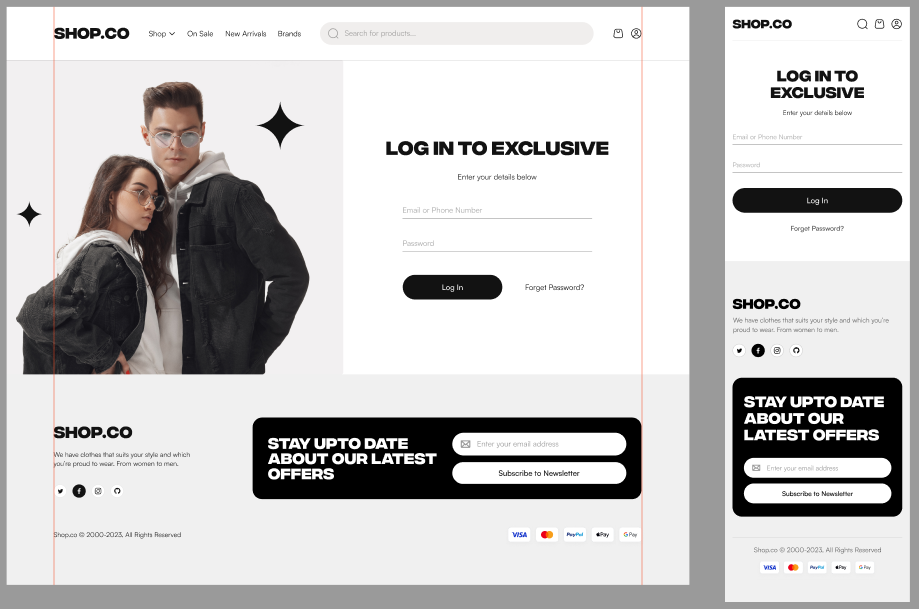 SHOP.CO
Shop
On Sale
New Arrivals
Brands
Search for products...
LOG IN TO EXCLUSIVE
Enter your details below
Email or Phone Number
Password
Log In
Forget Password?
SHOP.CO
We have clothes that suits your style and which
you're proud to wear. From women to men.
STAY UPTO DATE
ABOUT OUR LATEST
OFFERS
Enter your email address
Subscribe to Newsletter
Shop.co © 2000-2023, All Rights Reserved
VISA
PayPal
Pay
G Pay
SHOP.CO
LOG IN TO
EXCLUSIVE
Enter your details below
Email or Phone Number
Password
Log In
Forget Password?
SHOP.CO
We have clothes that suits your style and which you're
proud to wear. From women to men.
STAY UPTO DATE
ABOUT OUR
LATEST OFFERS
Enter your email address
Subscribe to Newsletter
Shop.co © 2000-2023, All Rights Reserved
VISA
PayPal
Pay
G Pay